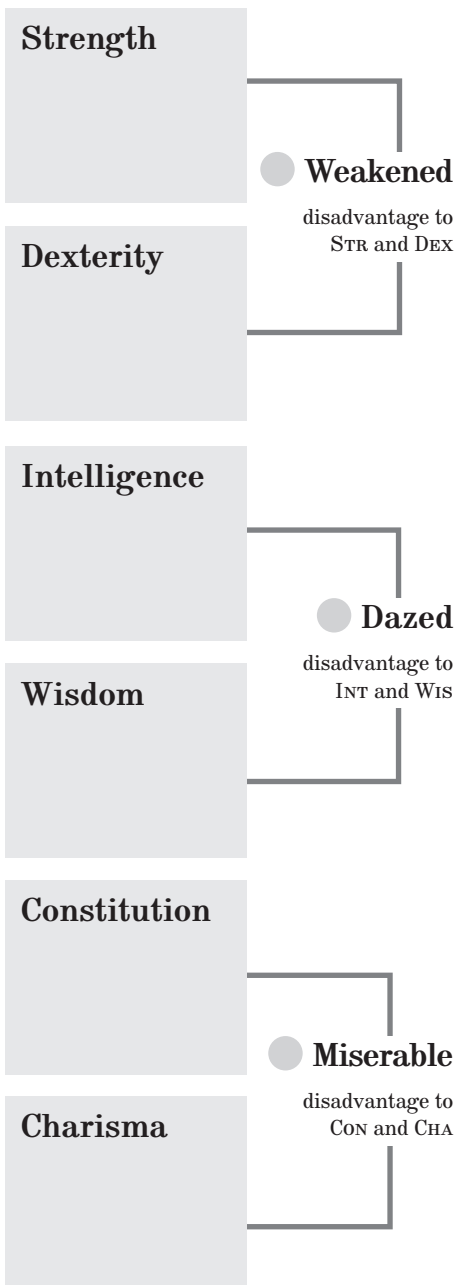 Strength
Weakened
disadvantage to
STR and DEX
Dexterity
Intelligence
Dazed
disadvantage to
INT and WIS
Wisdom
Constitution
Miserable
disadvantage to
CON and CHA
Charisma